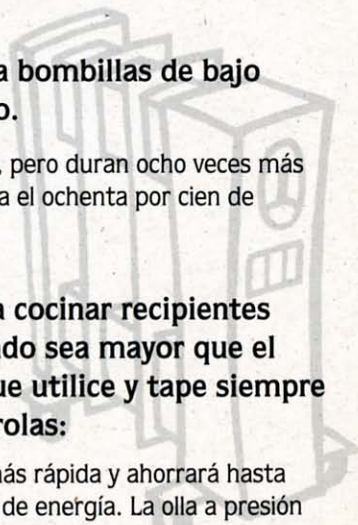 a bombillas de bajo
o.
, pero duran ocho veces más
a el ochenta por cien de
a cocinar recipientes
ndo sea mayor que el
ue utilice y tape siempre
rolas:
más rápida y ahorrará hasta
de energía. La olla a presión